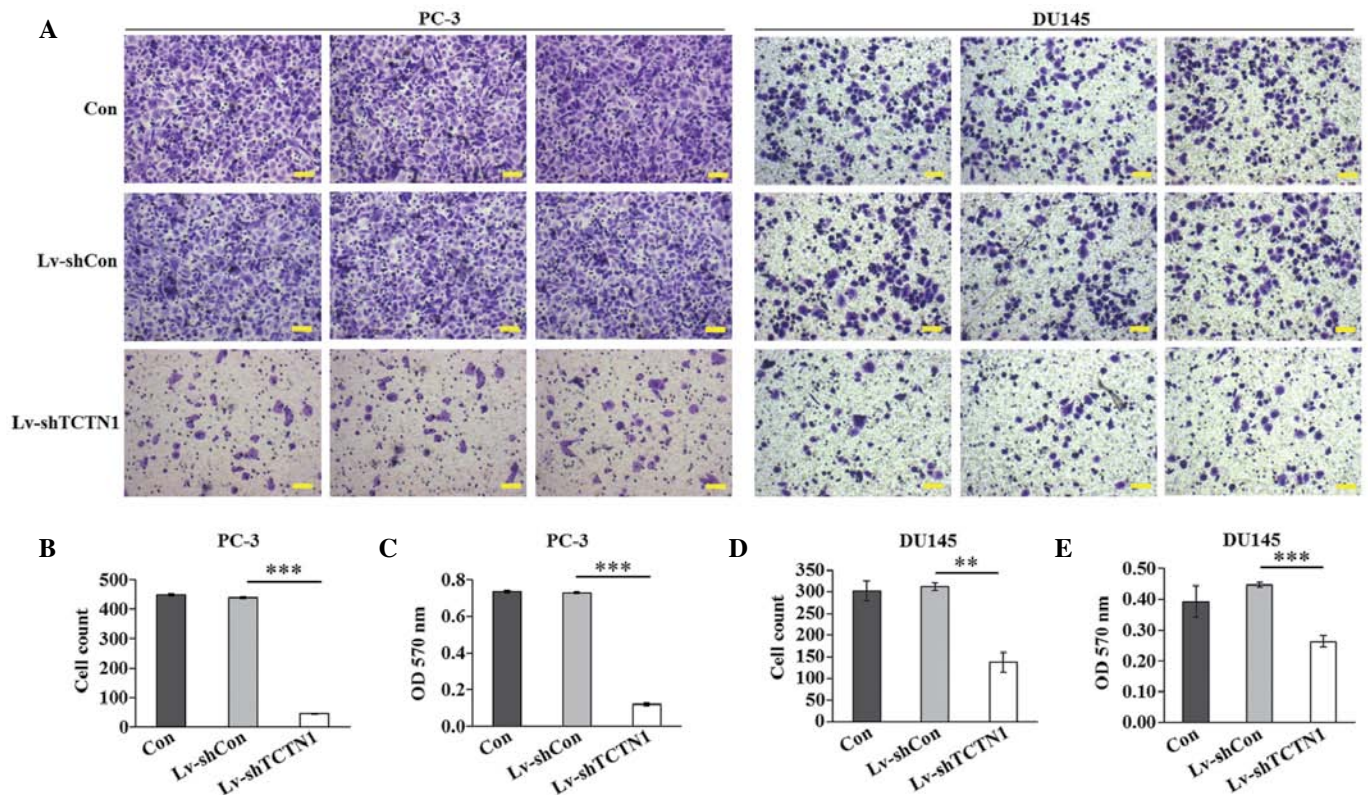 A
PC-3
DU145
Con
Lv-shCon
Lv-shTCTN1
B
PC-3
Cell count
500
400
300
200
100
0
***
Con
Lv-shCon
Lv-shTCTN1
C
PC-3
OD 570 nm
0.8
0.6
0.4
0.2
0.0
***
Con
Lv-shCon
Lv-shTCTN1
D
DU145
Cell count
350
300
250
200
150
100
50
0
**
Con
Lv-shCon
Lv-shTCTN1
E
DU145
OD 570 nm
0.50
0.40
0.30
0.20
0.10
0.00
***
Con
Lv-shCon
Lv-shTCTN1